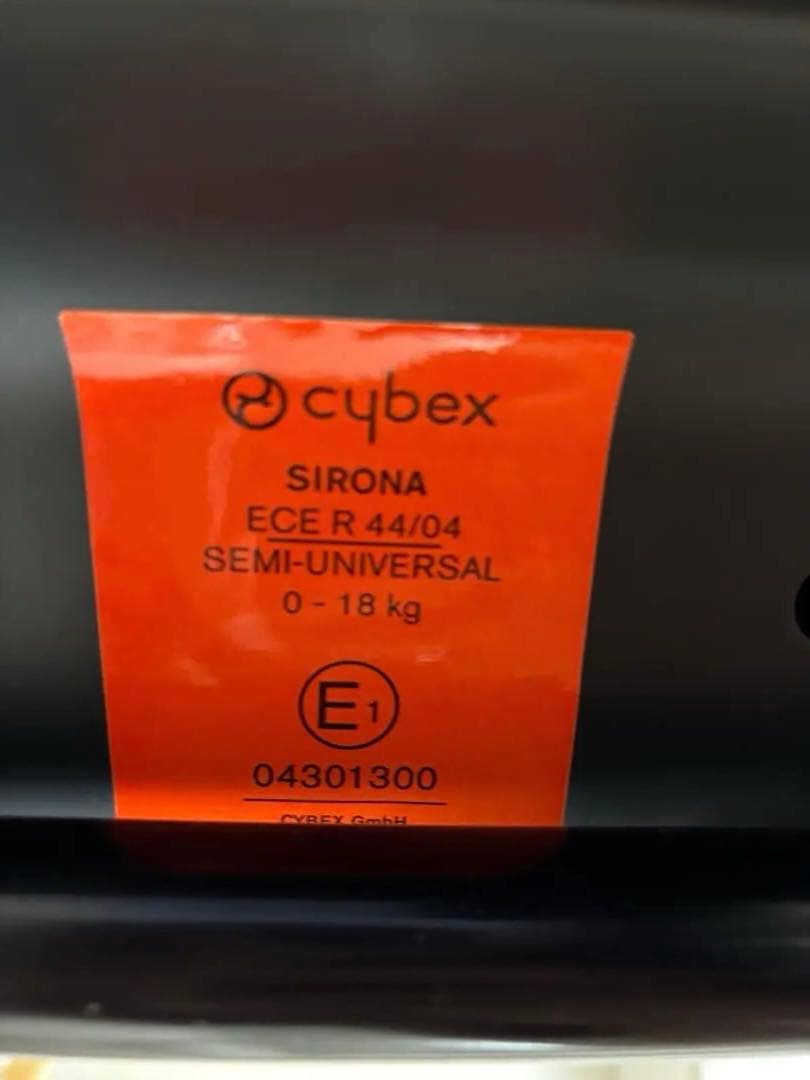 cybex
SIRONA
ECE R 44/04
SEMI-UNIVERSAL
0 - 18 kg
E1
04301300
CYBEX GmbH